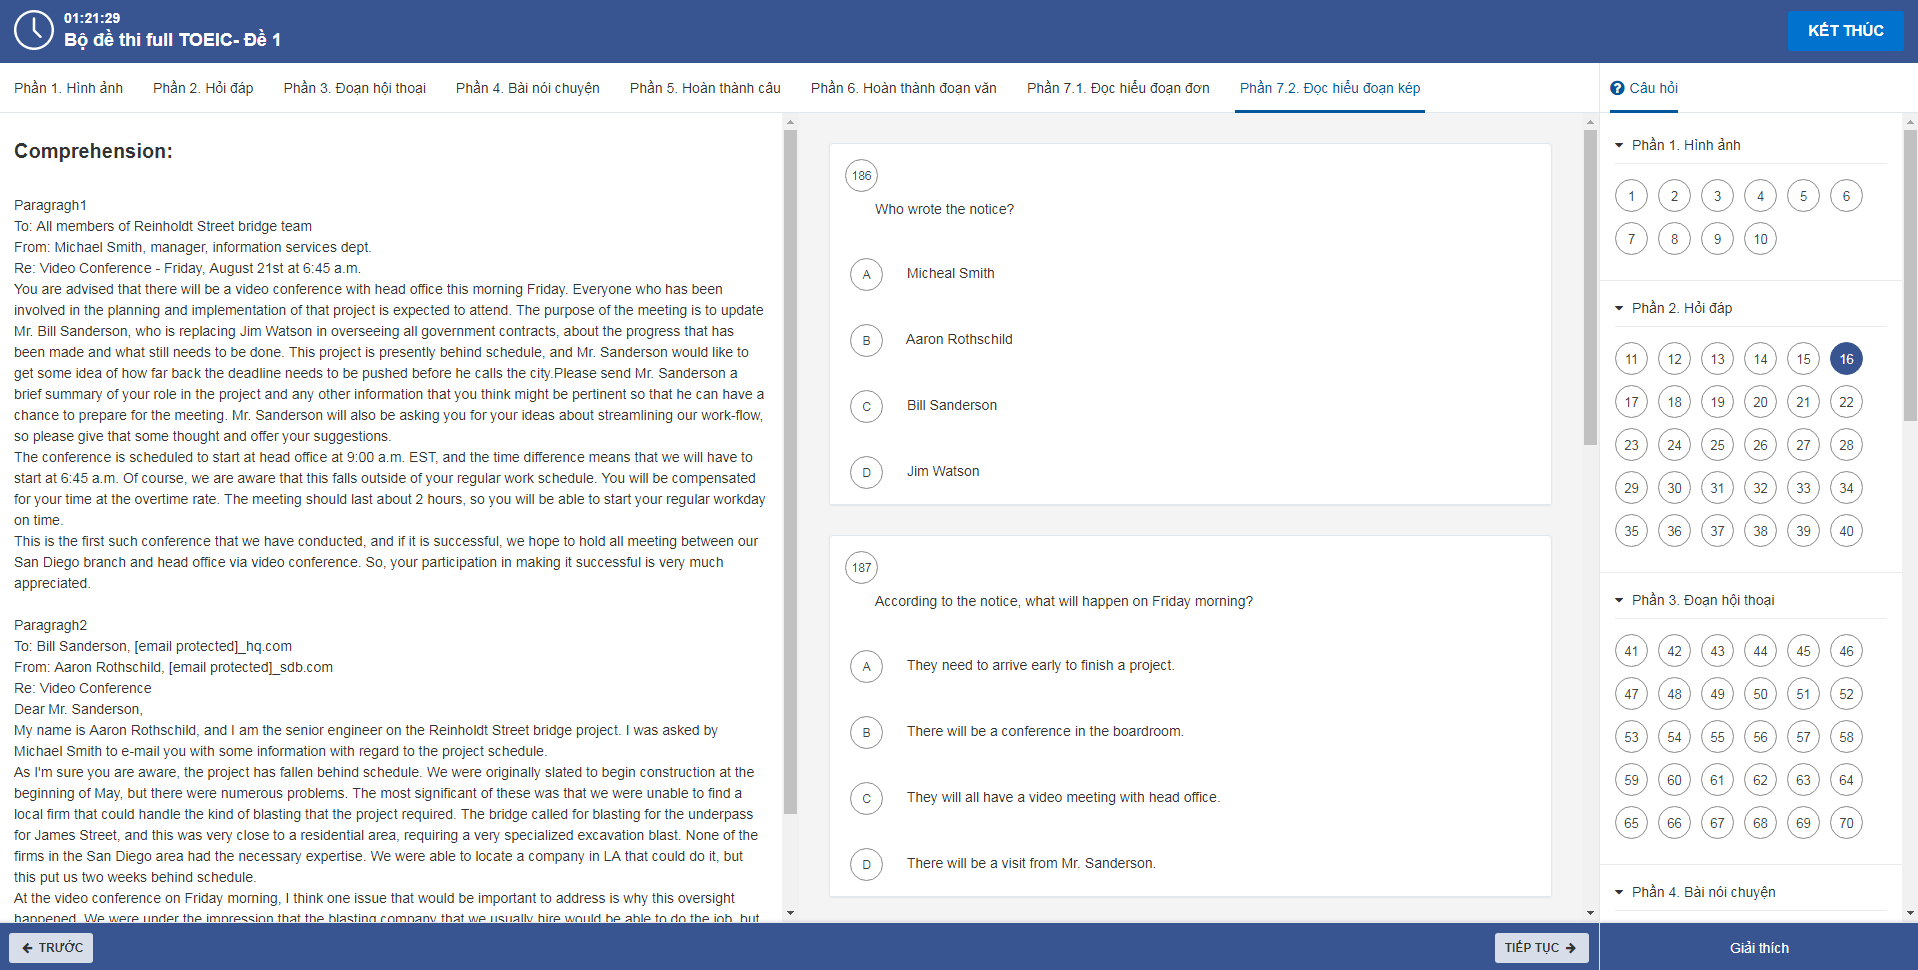 01:21:29
Bộ đề thi full TOEIC- Đề 1
KẾT THÚC
Phần 1. Hình ảnh
Phần 2. Hỏi đáp
Phần 3. Đoạn hội thoại
Phần 4. Bài nói chuyện
Phần 5. Hoàn thành câu
Phần 6. Hoàn thành đoạn văn
Phần 7.1. Đọc hiểu đoạn đơn
Phần 7.2. Đọc hiểu đoạn kép
Câu hỏi
Comprehension:
Paragragh1
To: All members of Reinholdt Street bridge team
From: Michael Smith, manager, information services dept.
Re: Video Conference - Friday, August 21st at 6:45 a.m.
You are advised that there will be a video conference with head office this morning Friday. Everyone who has been
involved in the planning and implementation of that project is expected to attend. The purpose of the meeting is to update
Mr. Bill Sanderson, who is replacing Jim Watson in overseeing all government contracts, about the progress that has
been made and what still needs to be done. This project is presently behind schedule, and Mr. Sanderson would like to
get some idea of how far back the deadline needs to be pushed before he calls the city.Please send Mr. Sanderson a
brief summary of your role in the project and any other information that you think might be pertinent so that he can have a
chance to prepare for the meeting. Mr. Sanderson will also be asking you for your ideas about streamlining our work-flow,
so please give that some thought and offer your suggestions.
The conference is scheduled to start at head office at 9:00 a.m. EST, and the time difference means that we will have to
start at 6:45 a.m. Of course, we are aware that this falls outside of your regular work schedule. You will be compensated
for your time at the overtime rate. The meeting should last about 2 hours, so you will be able to start your regular workday
on time.
This is the first such conference that we have conducted, and if it is successful, we hope to hold all meeting between our
San Diego branch and head office via video conference. So, your participation in making it successful is very much
appreciated.
Paragragh2
To: Bill Sanderson, [email protected]_hq.com
From: Aaron Rothschild, [email protected]_sdb.com
Re: Video Conference
Dear Mr. Sanderson,
My name is Aaron Rothschild, and I am the senior engineer on the Reinholdt Street bridge project. I was asked by
Michael Smith to e-mail you with some information with regard to the project schedule.
As I'm sure you are aware, the project has fallen behind schedule. We were originally slated to begin construction at the
beginning of May, but there were numerous problems. The most significant of these was that we were unable to find a
local firm that could handle the kind of blasting that the project required. The bridge called for blasting for the underpass
for James Street, and this was very close to a residential area, requiring a very specialized excavation blast. None of the
firms in the San Diego area had the necessary expertise. We were able to locate a company in LA that could do it, but
this put us two weeks behind schedule.
At the video conference on Friday morning, I think one issue that would be important to address is why this oversight
happened. We were under the impression that the blasting company that we usually hire would be able to do the job, but
186
Who wrote the notice?
A Micheal Smith
B Aaron Rothschild
C Bill Sanderson
D Jim Watson
187
According to the notice, what will happen on Friday morning?
A They need to arrive early to finish a project.
B There will be a conference in the boardroom.
C They will all have a video meeting with head office.
D There will be a visit from Mr. Sanderson.
Phần 1. Hình ảnh
1 2 3 4 5 6
7 8 9 10
Phần 2. Hỏi đáp
11 12 13 14 15 16
17 18 19 20 21 22
23 24 25 26 27 28
29 30 31 32 33 34
35 36 37 38 39 40
Phần 3. Đoạn hội thoại
41 42 43 44 45 46
47 48 49 50 51 52
53 54 55 56 57 58
59 60 61 62 63 64
65 66 67 68 69 70
Phần 4. Bài nói chuyện
TRƯỚC
TIẾP TỤC
Giải thích